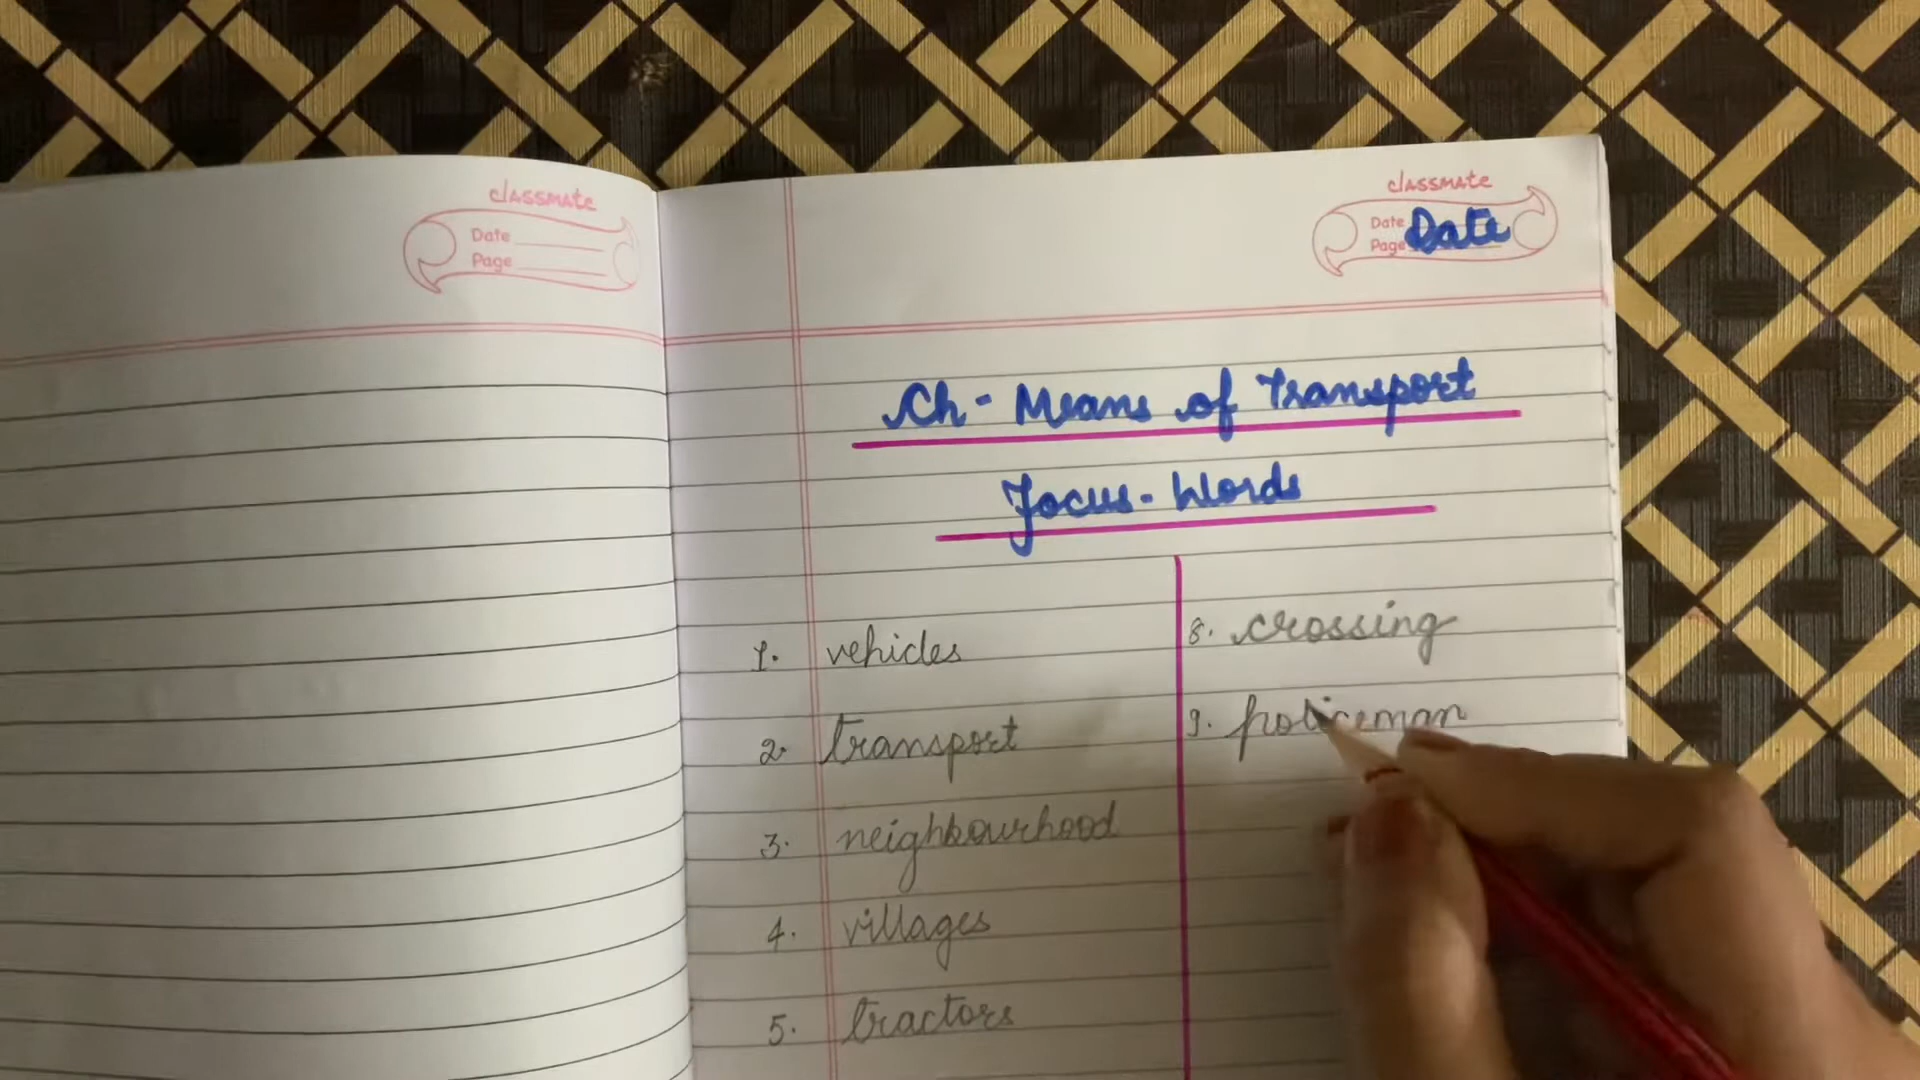 classmate
Date
Page
classmate
Date Date
Page
Ch- Means of Transport
Focus- Words
1. vehicles
2. transport
3. neighbourhood
4. villages
5. tractors
8. crossing
9. policeman